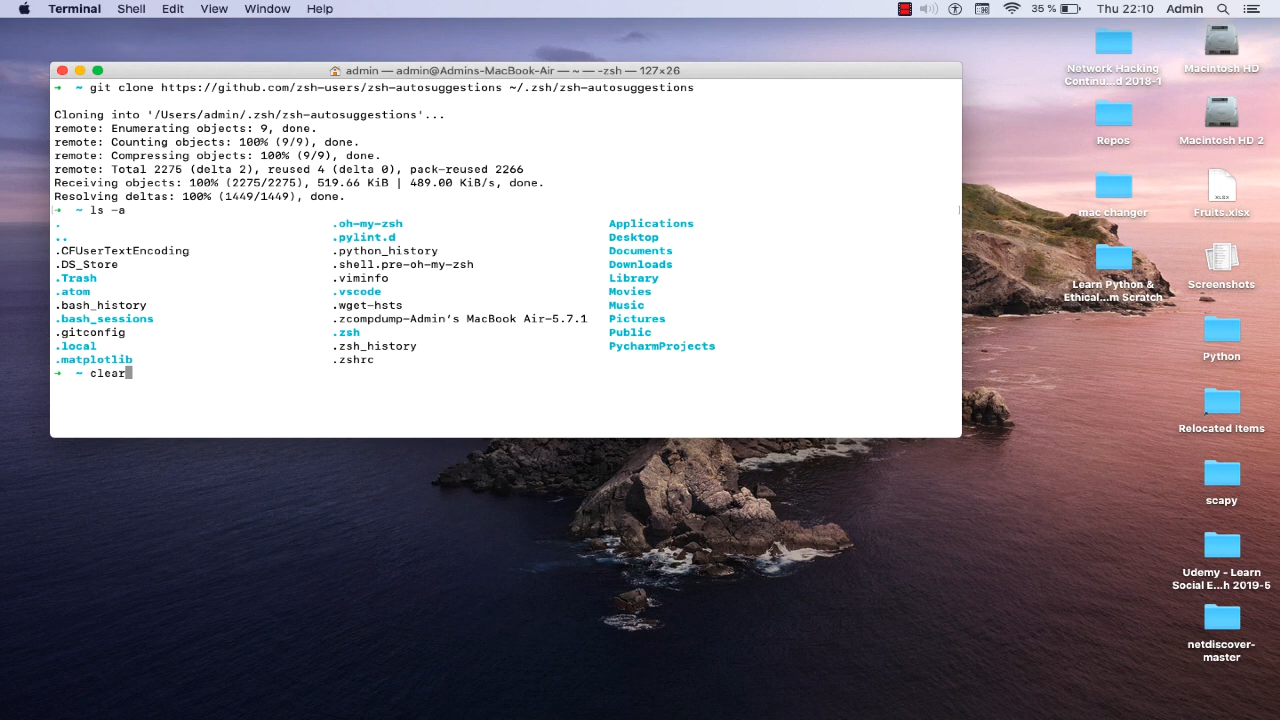 Terminal Shell Edit View Window Help 35 % Thu 22:10 Admin
admin — admin@Admins-MacBook-Air — ~ — -zsh — 127×26
➜ ~ git clone https://github.com/zsh-users/zsh-autosuggestions ~/.zsh/zsh-autosuggestions
Cloning into '/Users/admin/.zsh/zsh-autosuggestions'...
remote: Enumerating objects: 9, done.
remote: Counting objects: 100% (9/9), done.
remote: Compressing objects: 100% (9/9), done.
remote: Total 2275 (delta 2), reused 4 (delta 0), pack-reused 2266
Receiving objects: 100% (2275/2275), 519.66 KiB | 489.00 KiB/s, done.
Resolving deltas: 100% (1449/1449), done.
➜ ~ ls -a
. .oh-my-zsh Applications
.. .pylint.d Desktop
.CFUserTextEncoding .python_history Documents
.DS_Store .shell.pre-oh-my-zsh Downloads
.Trash .viminfo Library
.atom .vscode Movies
.bash_history .wget-hsts Music
.bash_sessions .zcompdump-Admin’s MacBook Air-5.7.1 Pictures
.gitconfig .zsh Public
.local .zsh_history PycharmProjects
.matplotlib .zshrc
➜ ~ clear
Network Hacking
Continu...d 2018-1
Macintosh HD
Repos
Macintosh HD 2
mac changer
XLSX
Fruits.xlsx
Learn Python &
Ethical...m Scratch
Screenshots
Python
Relocated Items
scapy
Udemy - Learn
Social E...h 2019-5
netdiscover-
master